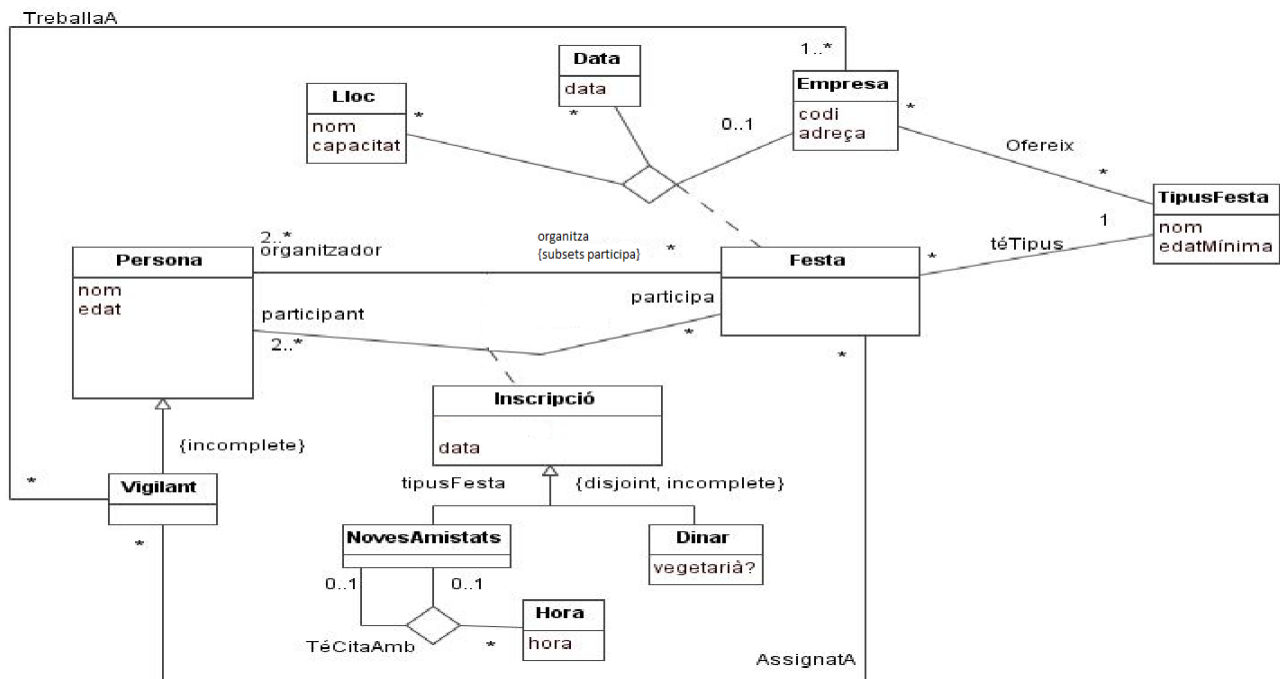 TreballaA
1..*
Data
data
*
Lloc
nom
capacitat
*
Empresa
codi
adreça
*
0..1
Ofereix
*
TipusFesta
nom
edatMínima
1
téTipus
*
2..*
organitzador
organitza
{subsets participa}
*
Persona
nom
edat
Festa
participant
2..*
participa
*
*
Inscripció
data
{incomplete}
tipusFesta
{disjoint, incomplete}
*
Vigilant
*
NovesAmistats
Dinar
vegetarià?
0..1
0..1
Hora
hora
TéCitaAmb
*
AssignatA